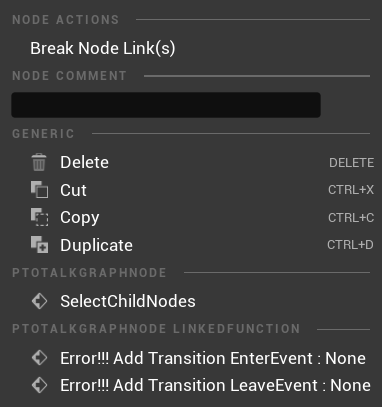 NODE ACTIONS
Break Node Link(s)
NODE COMMENT
GENERIC
Delete DELETE
Cut CTRL+X
Copy CTRL+C
Duplicate CTRL+D
PTOTALKGRAPHNODE
SelectChildNodes
PTOTALKGRAPHNODE LINKEDFUNCTION
Error!!! Add Transition EnterEvent : None
Error!!! Add Transition LeaveEvent : None